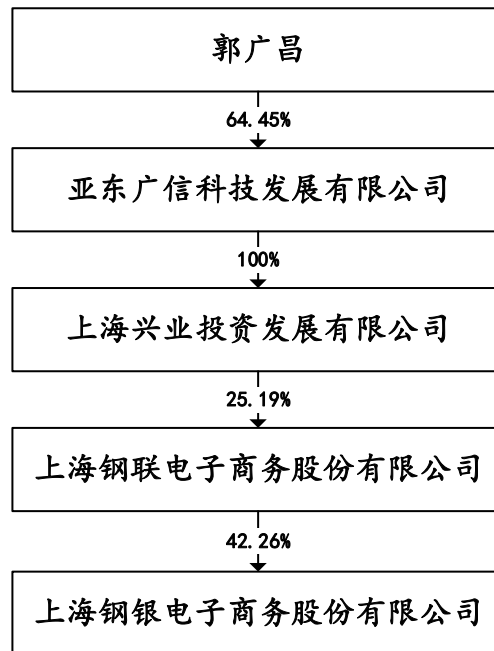 郭广昌
64.45%
亚东广信科技发展有限公司
100%
上海兴业投资发展有限公司
25.19%
上海钢联电子商务股份有限公司
42.26%
上海钢银电子商务股份有限公司